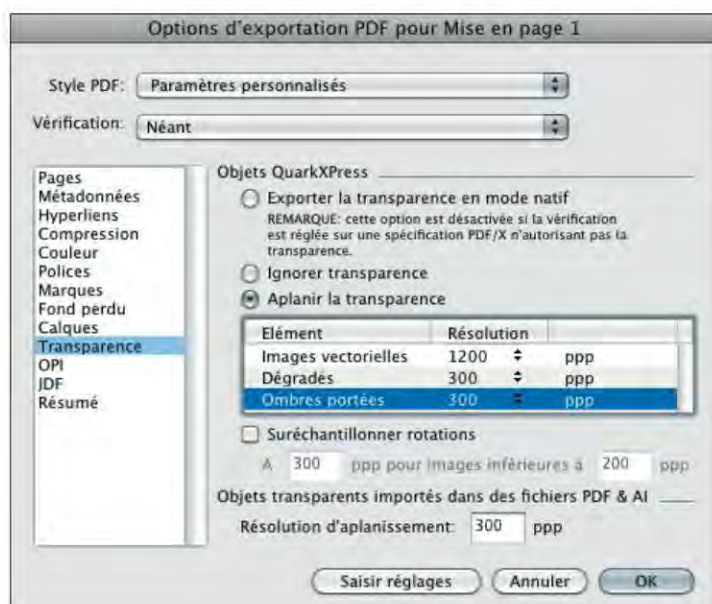 Options d'exportation PDF pour Mise en page 1
Style PDF: Paramètres personnalisés
Vérification: Néant
Pages
Métadonnées
Hyperliens
Compression
Couleur
Polices
Marques
Fond perdu
Calques
Transparence
OPI
JDF
Résumé
Objets QuarkXPress
Exporter la transparence en mode natif
REMARQUE: cette option est désactivée si la vérification
est réglée sur une spécification PDF/X n'autorisant pas la
transparence.
Ignorer transparence
Aplanir la transparence
Elément Résolution
Images vectorielles 1200 ppp
Dégradés 300 ppp
Ombres portées 300 ppp
Suréchantillonner rotations
A 300 ppp pour images inférieures à 200 ppp
Objets transparents importés dans des fichiers PDF & AI
Résolution d'aplanissement: 300 ppp
Saisir réglages Annuler OK